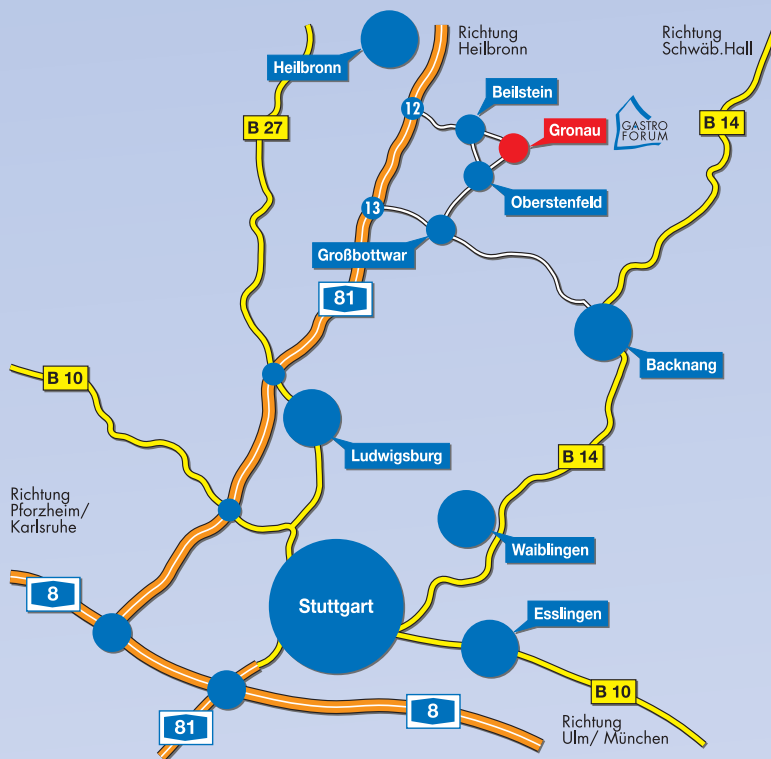 Richtung
Heilbronn
Richtung
Schwäb.Hall
Heilbronn
Beilstein
12
B 27
B 14
Gronau
GASTRO
FORUM
Oberstenfeld
13
Großbottwar
81
Backnang
B 10
Ludwigsburg
B 14
Richtung
Pforzheim/
Karlsruhe
Waiblingen
8
Stuttgart
Esslingen
B 10
8
81
Richtung
Ulm/ München